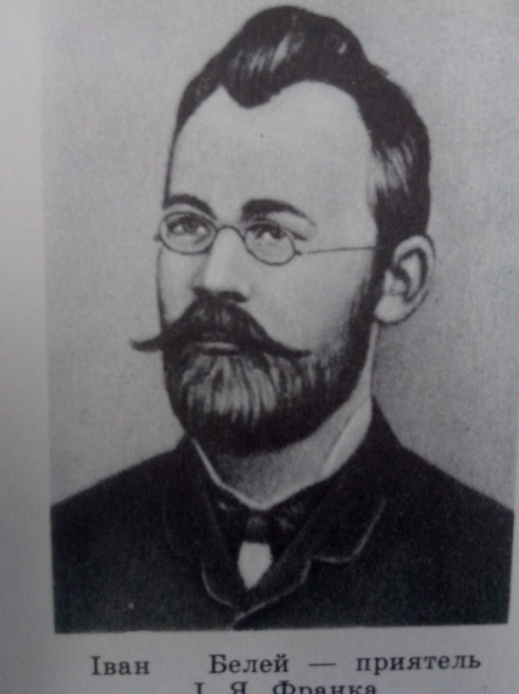 Іван Белей — приятель
І. Я. Франка